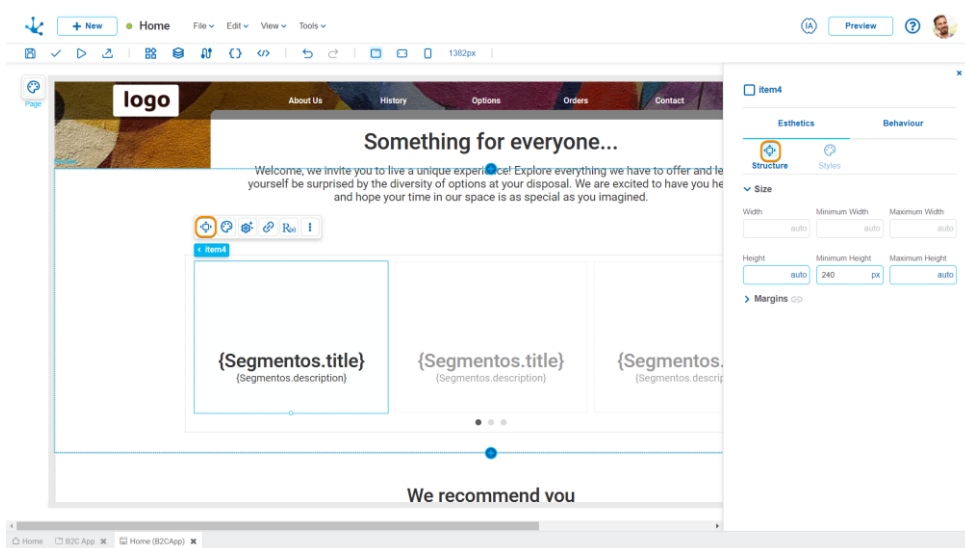 + New
Home
File
Edit
View
Tools
IA
Preview
?
1382px
Page
logo
About Us
History
Options
Orders
Contact
Something for everyone...
Welcome, we invite you to live a unique experience! Explore everything we have to offer and le
yourself be surprised by the diversity of options at your disposal. We are excited to have you he
and hope your time in our space is as special as you imagined.
item4
{Segmentos.title}
{Segmentos.description}
{Segmentos.title}
{Segmentos.description}
{Segmentos.
{Segmentos.descrip
We recommend you
item4
Esthetics
Behaviour
Structure
Styles
Size
Width
Minimum Width
Maximum Width
auto
auto
auto
Height
Minimum Height
Maximum Height
auto
240 px
auto
Margins
Home
B2C App
Home (B2CApp)